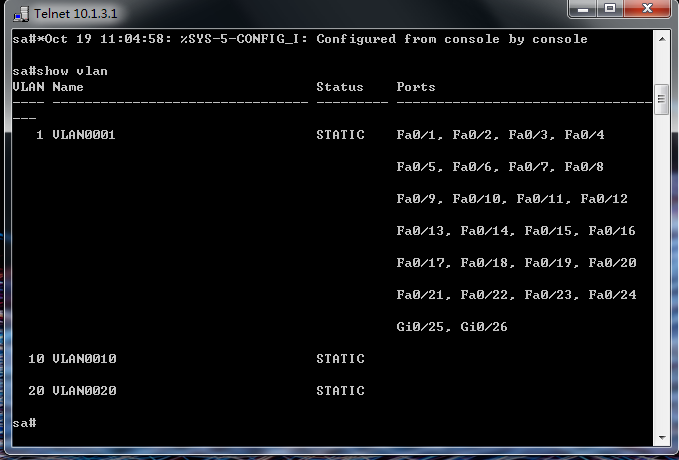 Telnet 10.1.3.1
sa#*Oct 19 11:04:58: %SYS-5-CONFIG_I: Configured from console by console
sa#show vlan
VLAN Name                             Status    Ports
---- -------------------------------- --------- --------------------------------
---
   1 VLAN0001                         STATIC    Fa0/1, Fa0/2, Fa0/3, Fa0/4
                                                Fa0/5, Fa0/6, Fa0/7, Fa0/8
                                                Fa0/9, Fa0/10, Fa0/11, Fa0/12
                                                Fa0/13, Fa0/14, Fa0/15, Fa0/16
                                                Fa0/17, Fa0/18, Fa0/19, Fa0/20
                                                Fa0/21, Fa0/22, Fa0/23, Fa0/24
                                                Gi0/25, Gi0/26
  10 VLAN0010                         STATIC
  20 VLAN0020                         STATIC
sa#